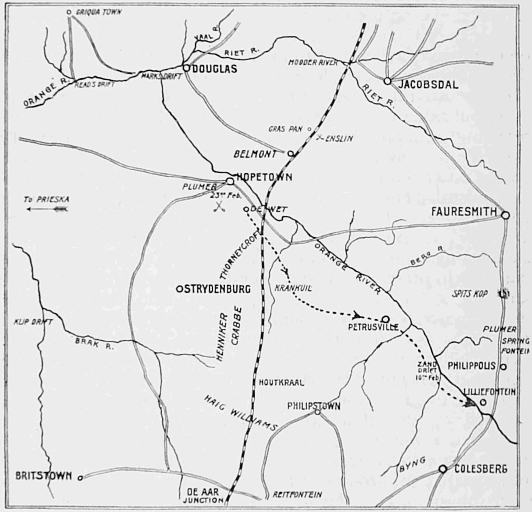 GRIQUA TOWN
VAAL R.
RIET R.
DOUGLAS
MARKS DRIFT
READ'S DRIFT
ORANGE R.
MODDER RIVER
JACOBSDAL
RIET R.
GRAS PAN
ENSLIN
BELMONT
HOPETOWN
PLUMER
23rd Feb.
DE WET
To PRIESKA
FAURESMITH
THORNEYCROFT
ORANGE RIVER
BERG R.
STRYDENBURG
KRANKUIL
SPITS KOP
KLIP DRIFT
HENNIKER
CRABBE
PETRUSVILLE
PLUMER
SPRING
FONTEIN
BRAK R.
ZAND
DRIFT
10th Feb
PHILIPPOLIS
HOUTKRAAL
LILLIEFONTEIN
HAIG WILLIAMS
PHILIPSTOWN
BYNG
COLESBERG
BRITSTOWN
DE AAR
JUNCTION
REITFONTEIN